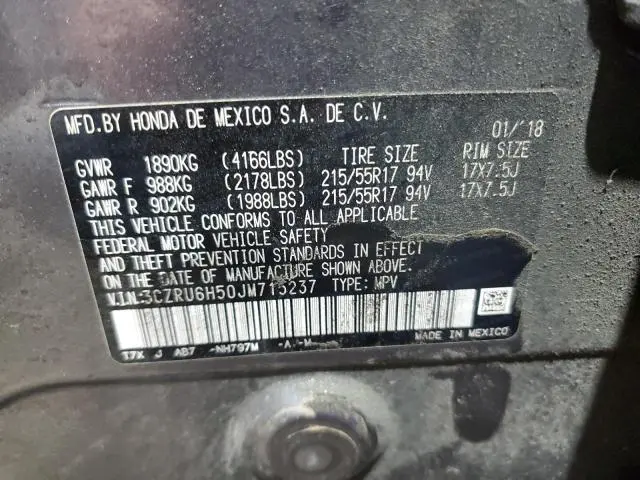 MFD.BY HONDA DE MEXICO S.A. DE C.V.
01/'18
GVWR 1890KG (4166LBS) TIRE SIZE RIM SIZE
GAWR F 988KG (2178LBS) 215/55R17 94V 17X7.5J
GAWR R 902KG (1988LBS) 215/55R17 94V 17X7.5J
THIS VEHICLE CONFORMS TO ALL APPLICABLE
FEDERAL MOTOR VEHICLE SAFETY
AND THEFT PREVENTION STANDARDS IN EFFECT
ON THE DATE OF MANUFACTURE SHOWN ABOVE.
V.I.N.:3CZRU6H50JM715237 TYPE: MPV
17X J AB7 -NH797M -A -M
MADE IN MEXICO